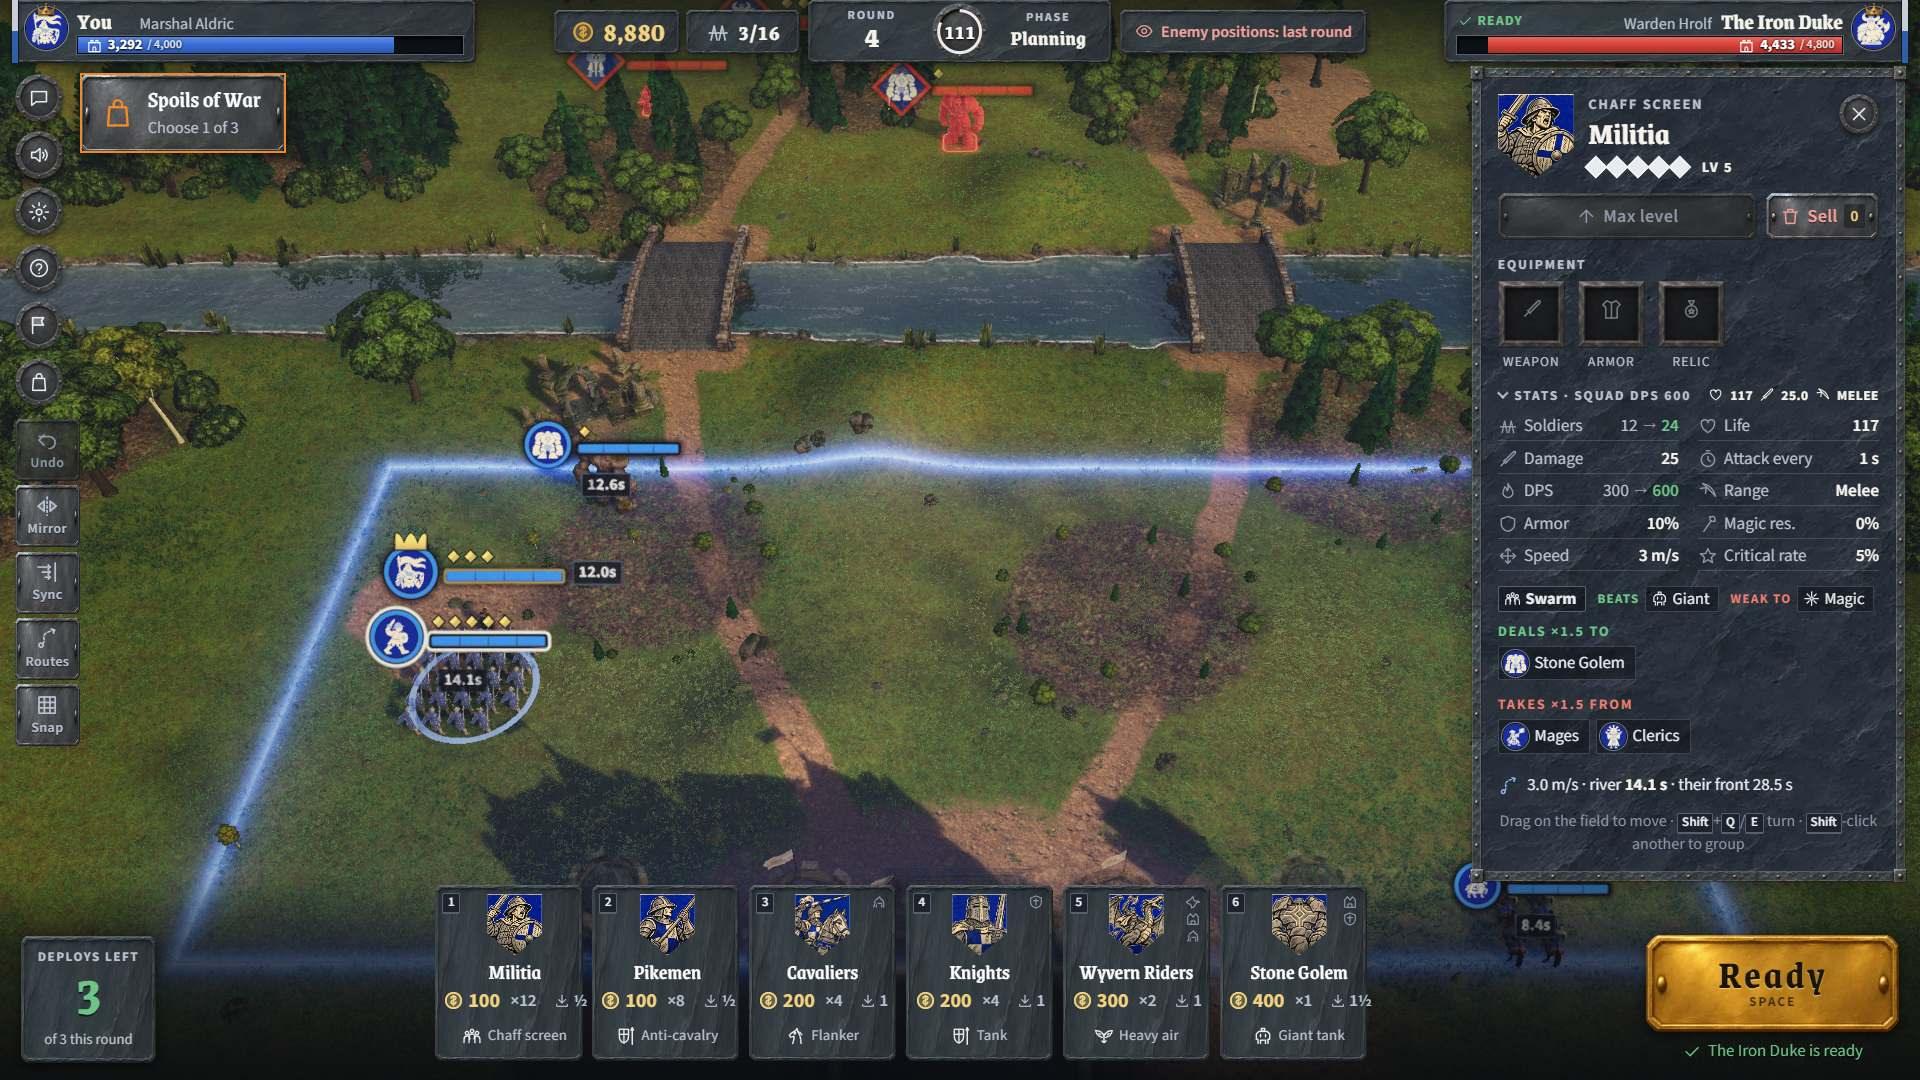 You Marshal Aldric
3,292 / 4,000
8,880
3/16
ROUND
4
111
PHASE
Planning
Enemy positions: last round
READY
Warden Hrolf The Iron Duke
4,433 / 4,800
Spoils of War
Choose 1 of 3
Undo
Mirror
Sync
Routes
Snap
12.6s
12.0s
14.1s
8.4s
CHAFF SCREEN
Militia
LV 5
Max level
Sell 0
EQUIPMENT
WEAPON ARMOR RELIC
STATS · SQUAD DPS 600 117 25.0 MELEE
Soldiers 12 → 24 Life 117
Damage 25 Attack every 1 s
DPS 300 → 600 Range Melee
Armor 10% Magic res. 0%
Speed 3 m/s Critical rate 5%
Swarm BEATS Giant WEAK TO Magic
DEALS ×1.5 TO
Stone Golem
TAKES ×1.5 FROM
Mages Clerics
3.0 m/s · river 14.1 s · their front 28.5 s
Drag on the field to move · Shift + Q / E turn · Shift -click
another to group
DEPLOYS LEFT
3
of 3 this round
1
Militia
100 ×12 ½
Chaff screen
2
Pikemen
100 ×8 ½
Anti-cavalry
3
Cavaliers
200 ×4 1
Flanker
4
Knights
200 ×4 1
Tank
5
Wyvern Riders
300 ×2 1
Heavy air
6
Stone Golem
400 ×1 1½
Giant tank
Ready
SPACE
The Iron Duke is ready